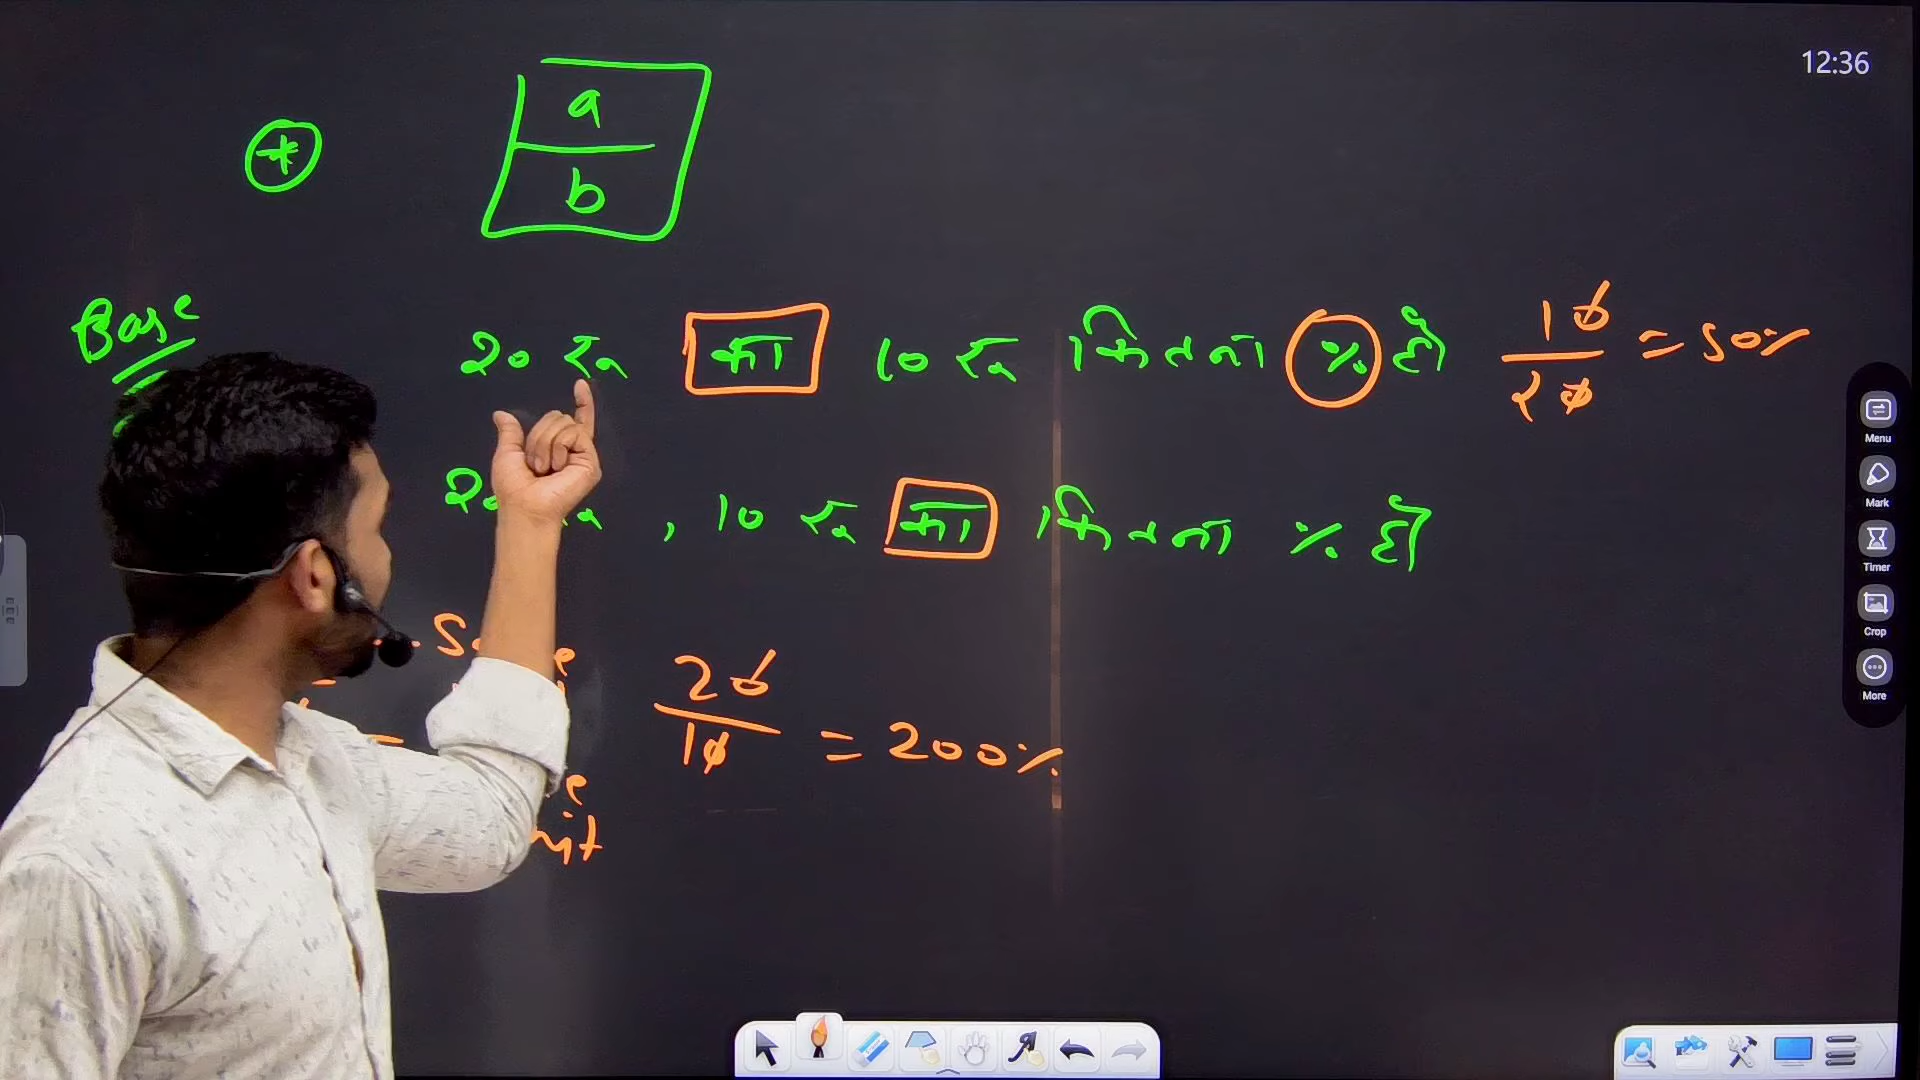 12:36
*
a
b
Base
20 रू का 10 रू कितना % है 10/20 = 50%
20 रू , 10 रू का कितना % है
20/10 = 200%
Menu
Mark
Timer
Crop
More